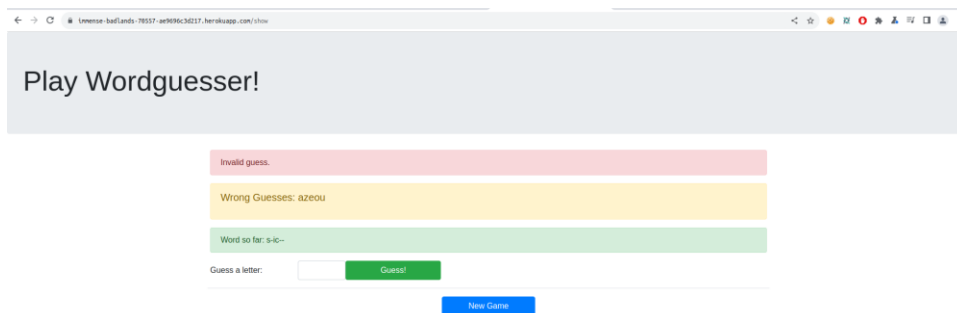 immense-badlands-70557-ae9696c3d217.herokuapp.com/show
Play Wordguesser!
Invalid guess.
Wrong Guesses: azeou
Word so far: s-ic--
Guess a letter:
Guess!
New Game